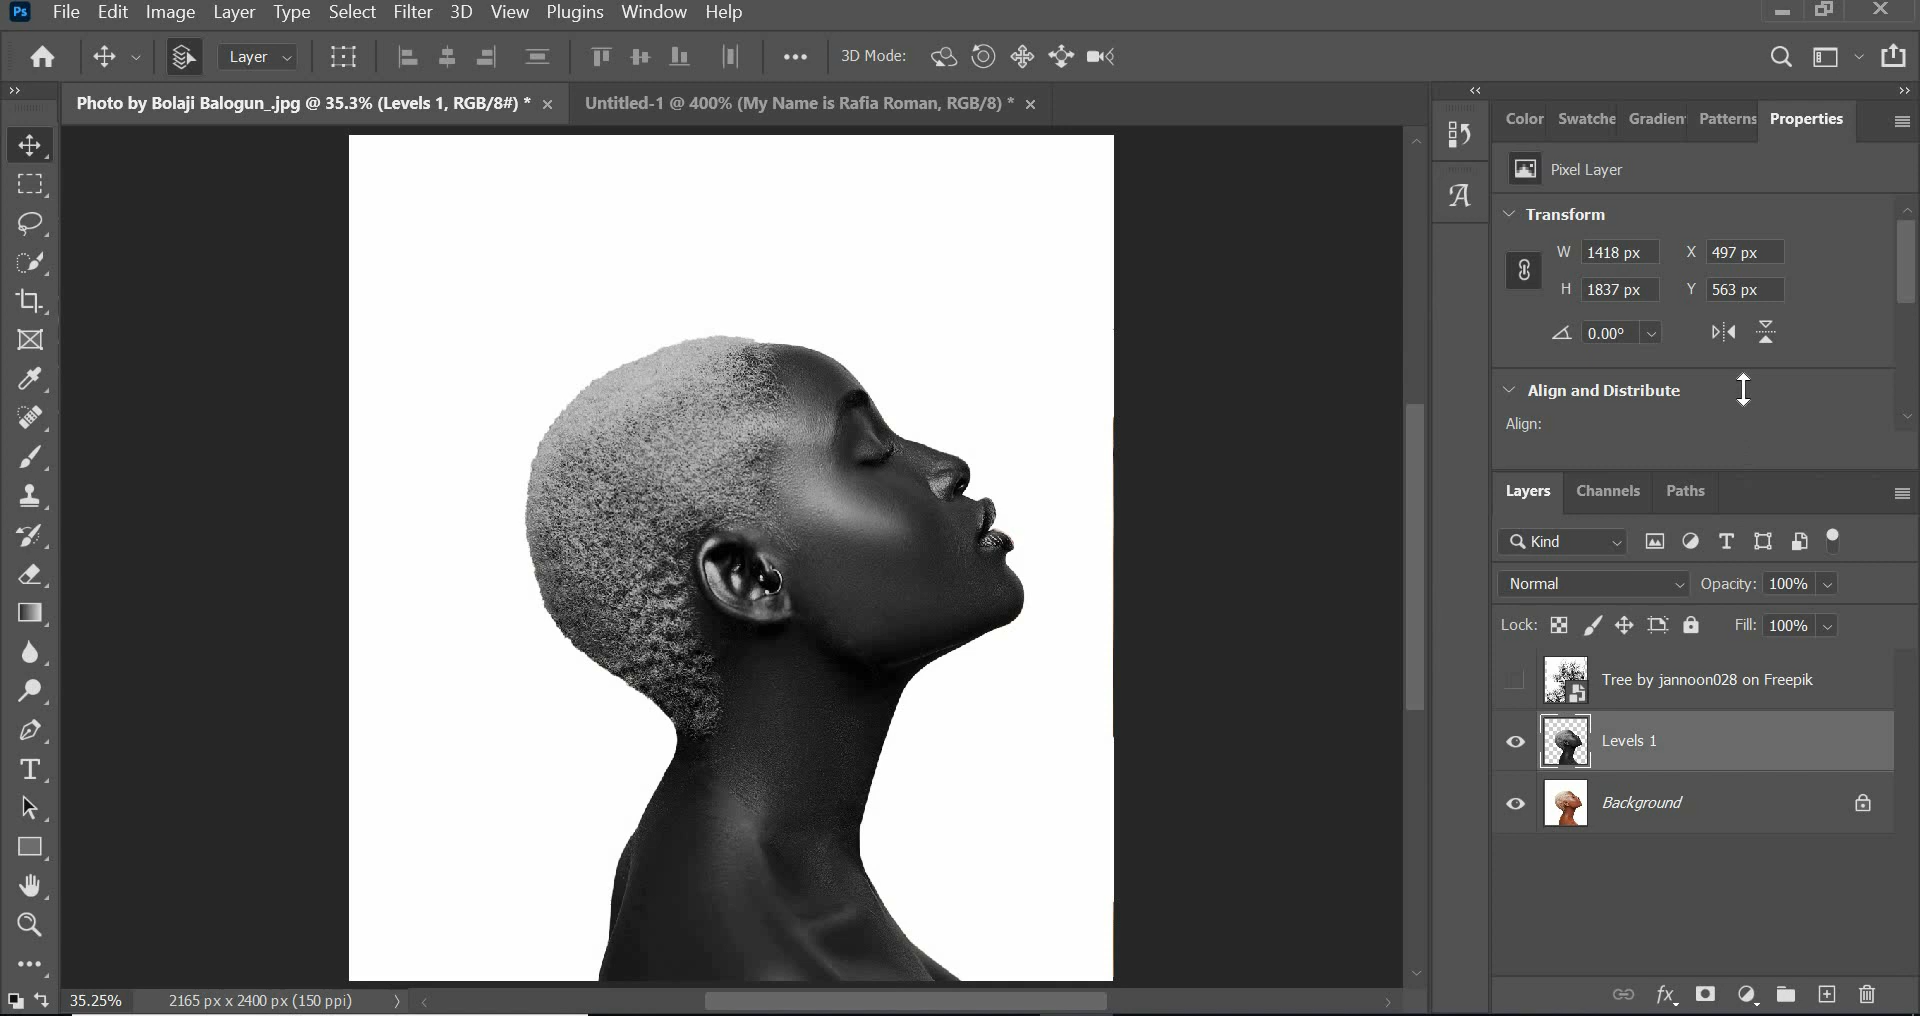 Ps File Edit Image Layer Type Select Filter 3D View Plugins Window Help
Layer 3D Mode:
Photo by Bolaji Balogun_.jpg @ 35.3% (Levels 1, RGB/8#) *
Untitled-1 @ 400% (My Name is Rafia Roman, RGB/8) *
Color Swatche Gradien Patterns Properties
Pixel Layer
Transform
W 1418 px X 497 px
H 1837 px Y 563 px
0.00°
Align and Distribute
Align:
Layers Channels Paths
Kind
Normal Opacity: 100%
Lock: Fill: 100%
Tree by jannoon028 on Freepik
Levels 1
Background
fx
35.25% 2165 px x 2400 px (150 ppi)